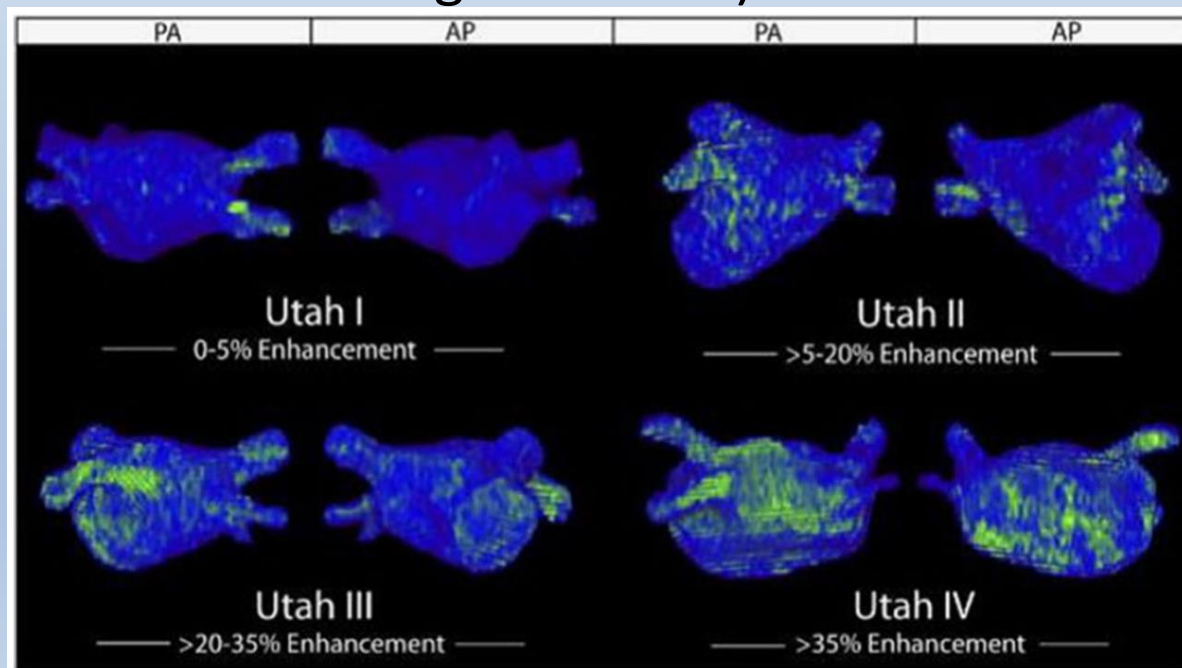 PA AP PA AP
Utah I
0-5% Enhancement
Utah II
>5-20% Enhancement
Utah III
>20-35% Enhancement
Utah IV
>35% Enhancement